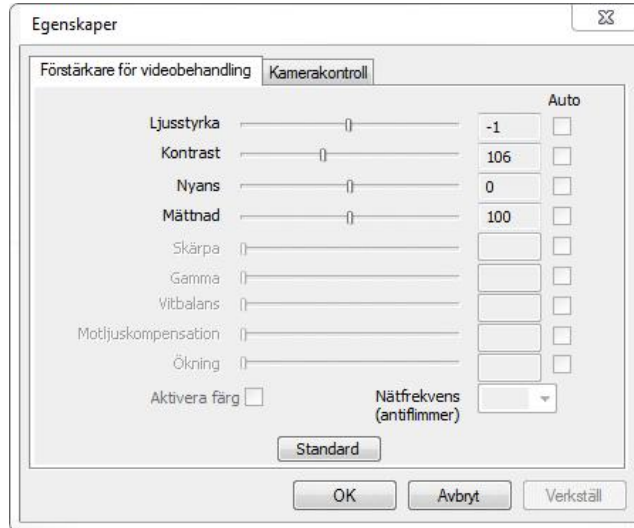 Egenskaper
Förstärkare för videobehandling
Kamerakontroll
Auto
Ljusstyrka
-1
Kontrast
106
Nyans
0
Mättnad
100
Skärpa
Gamma
Vitbalans
Motljuskompensation
Ökning
Aktivera färg
Nätfrekvens
(antiflimmer)
Standard
OK
Avbryt
Verkställ